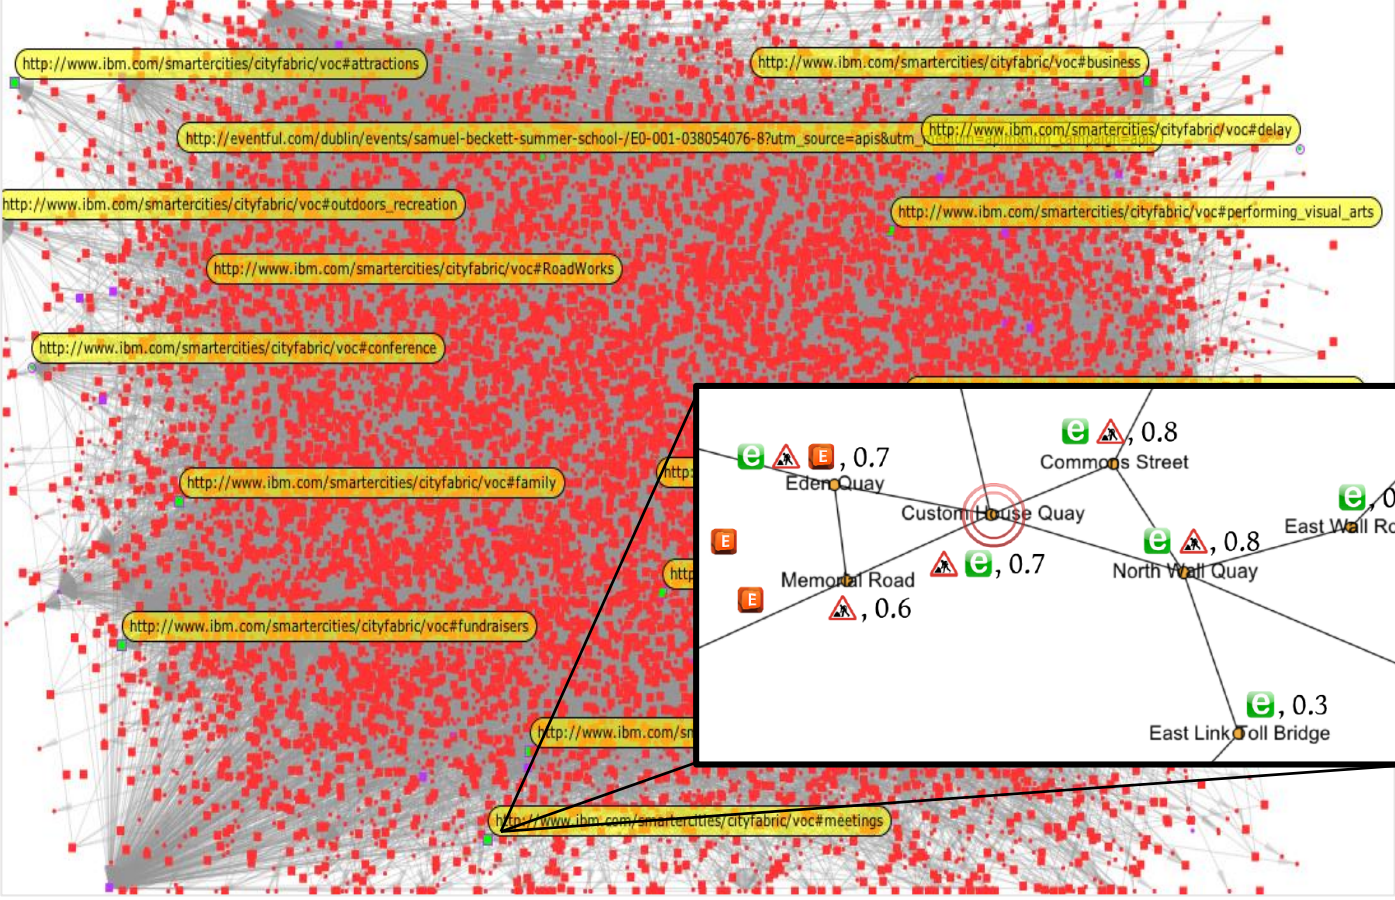 http://www.ibm.com/smartercities/cityfabric/voc#attractions
http://www.ibm.com/smartercities/cityfabric/voc#business
http://eventful.com/dublin/events/samuel-beckett-summer-school-/E0-001-038054076-8?utm_source=apis&utm_
http://www.ibm.com/smartercities/cityfabric/voc#delay
http://www.ibm.com/smartercities/cityfabric/voc#outdoors_recreation
http://www.ibm.com/smartercities/cityfabric/voc#performing_visual_arts
http://www.ibm.com/smartercities/cityfabric/voc#RoadWorks
http://www.ibm.com/smartercities/cityfabric/voc#conference
http://www.ibm.com/smartercities/cityfabric/voc#family
http:
http
http://www.ibm.com/smartercities/cityfabric/voc#fundraisers
http://www.ibm.com/sm
http://www.ibm.com/smartercities/cityfabric/voc#meetings
e E , 0.7
Eden Quay
e , 0.8
Commons Street
Custom House Quay
e , 0.7
E
E
Memorial Road
, 0.6
e , 0.8
North Wall Quay
e , 0
East Wall Ro
e , 0.3
East Link Toll Bridge